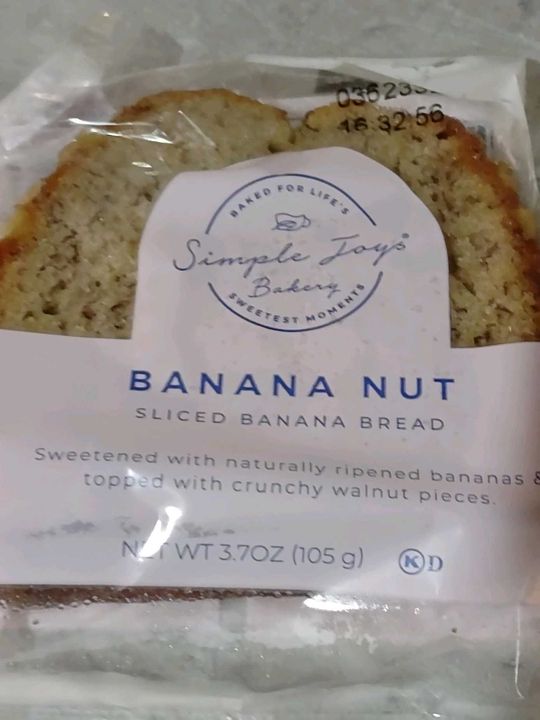 16:32 56
BAKED FOR LIFE'S
Simple Joys®
Bakery
SWEETEST MOMENTS
BANANA NUT
SLICED BANANA BREAD
Sweetened with naturally ripened bananas &
topped with crunchy walnut pieces.
NET WT 3.7OZ (105 g)
K D